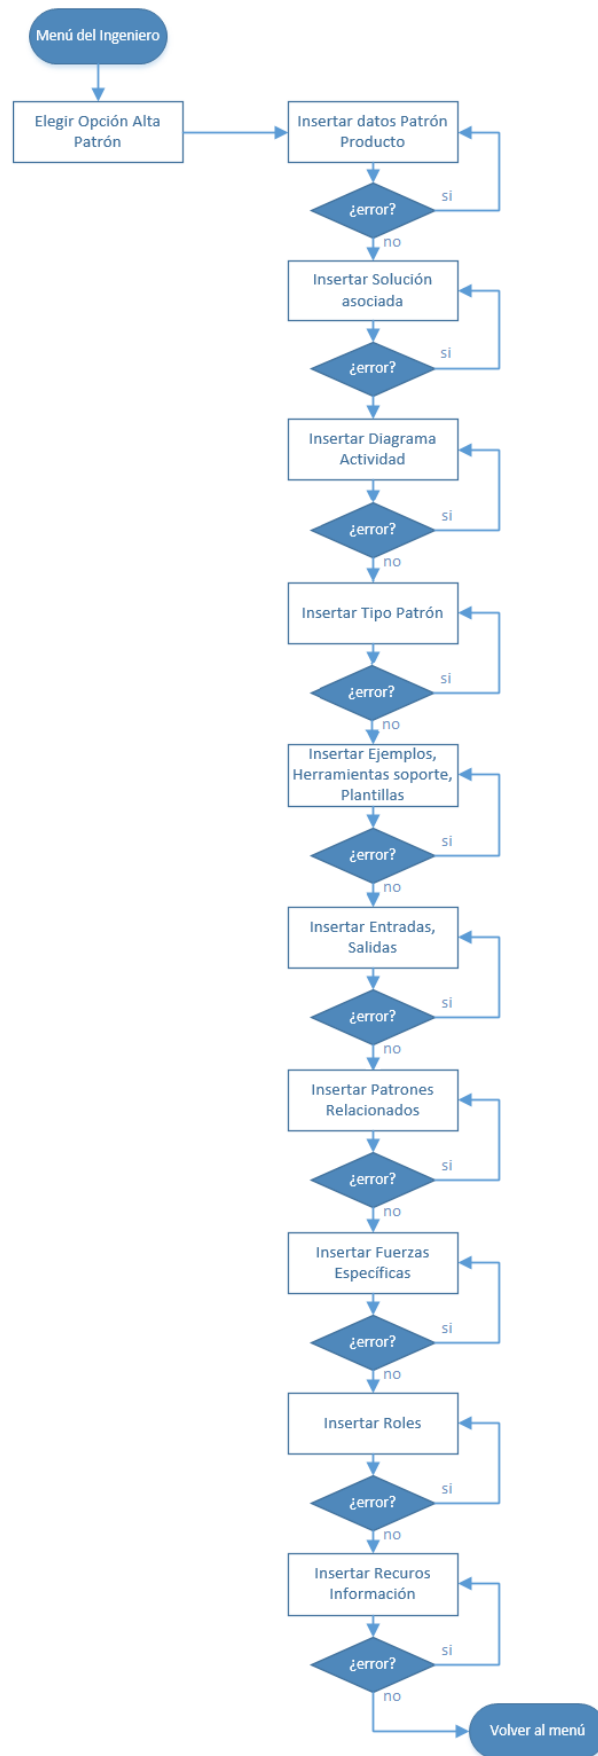 Menú del Ingeniero
Elegir Opción Alta
Patrón
Insertar datos Patrón
Producto
¿error?
si
no
Insertar Solución
asociada
¿error?
si
Insertar Diagrama
Actividad
¿error?
si
no
Insertar Tipo Patrón
¿error?
si
no
Insertar Ejemplos,
Herramientas soporte,
Plantillas
¿error?
si
no
Insertar Entradas,
Salidas
¿error?
si
no
Insertar Patrones
Relacionados
¿error?
si
no
Insertar Fuerzas
Específicas
¿error?
si
no
Insertar Roles
¿error?
si
no
Insertar Recuros
Información
¿error?
si
no
Volver al menú